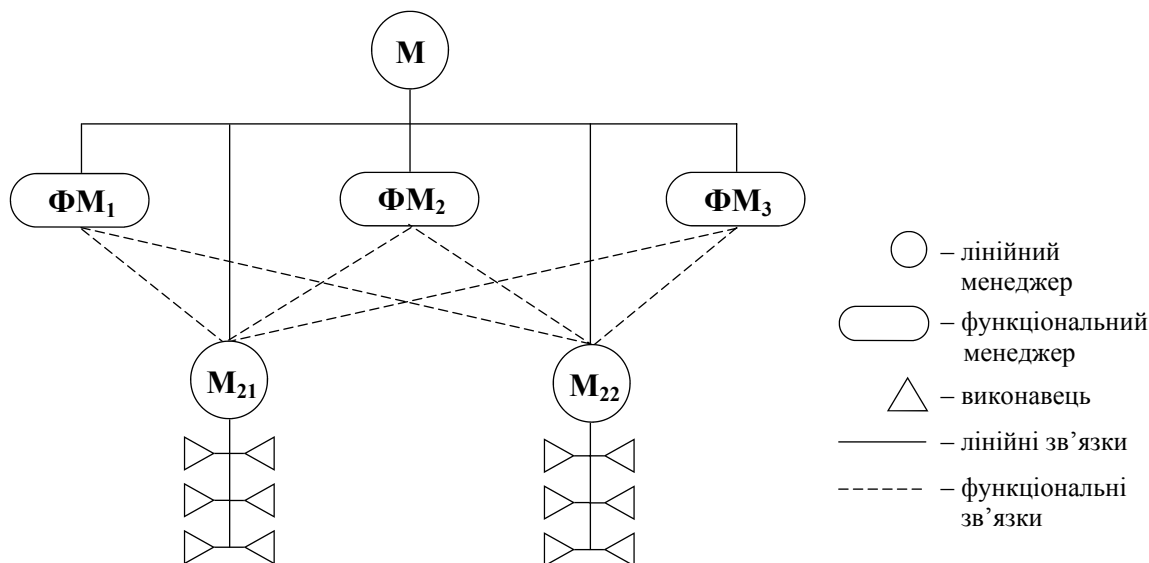 М
ФМ₁
ФМ₂
ФМ₃
М₂₁
М₂₂
– лінійний
менеджер
– функціональний
менеджер
– виконавець
– лінійні зв’язки
– функціональні
зв’язки